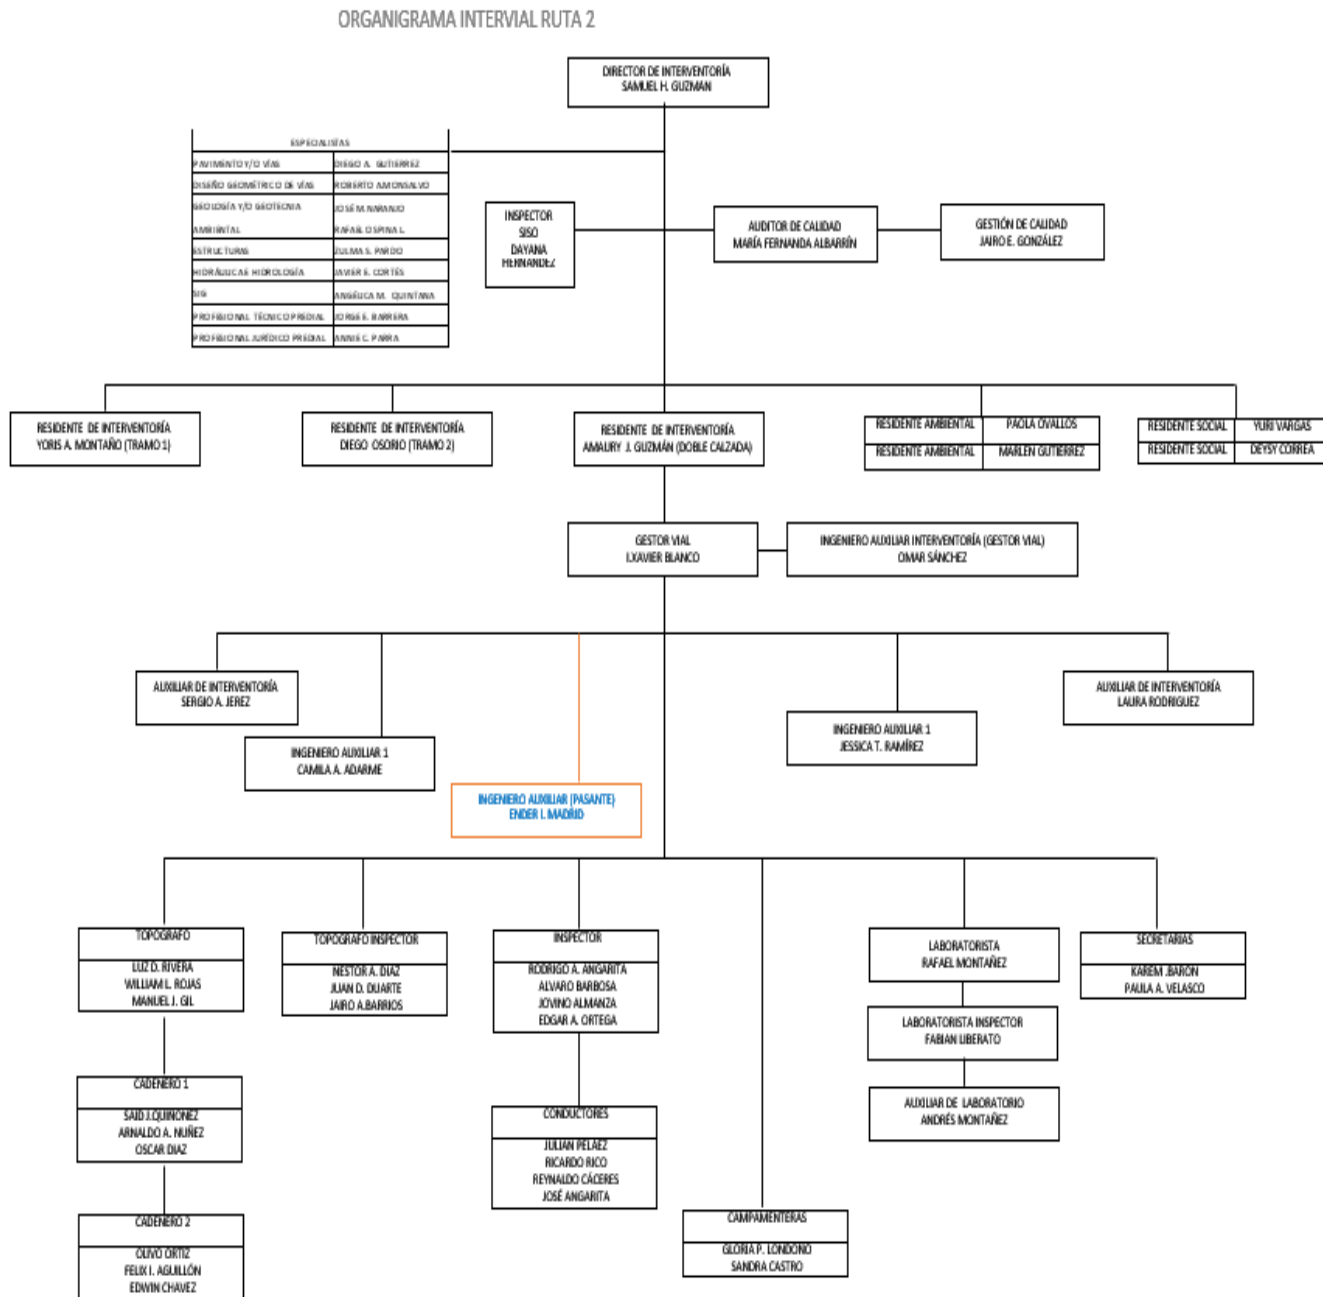 ORGANIGRAMA INTERVIAL RUTA 2
DIRECTOR DE INTERVENTORÍA
SAMUEL H. GUZMAN
ESPECIALISTAS
PAVIMENTO Y/O VÍAS DIEGO A. GUTIERREZ
DISEÑO GEOMÉTRICO DE VÍAS ROBERTO AMONSALVO
GEOLOGÍA Y/O GEOTECNIA JOSÉ M. NARANJO
AMBIENTAL RAFAEL OSPINA L.
ESTRUCTURAS ZULMA S. PARDO
HIDRÁULICA E HIDROLOGÍA JAVIER E. CORTÉS
SIG ANGÉLICA M. QUINTANA
PROFESIONAL TÉCNICO PREDIAL JORGE E. BARRERA
PROFESIONAL JURÍDICO PREDIAL ANNIE C. PARRA
INSPECTOR
SISO
DAYANA
HERNANDEZ
AUDITOR DE CALIDAD
MARÍA FERNANDA ALBARRÍN
GESTIÓN DE CALIDAD
JAIRO E. GONZÁLEZ
RESIDENTE DE INTERVENTORÍA
YORIS A. MONTAÑO (TRAMO 1)
RESIDENTE DE INTERVENTORÍA
DIEGO OSORIO (TRAMO 2)
RESIDENTE DE INTERVENTORÍA
AMAURY J. GUZMÁN (DOBLE CALZADA)
RESIDENTE AMBIENTAL PAOLA OVALLOS
RESIDENTE AMBIENTAL MARLEN GUTIERREZ
RESIDENTE SOCIAL YURI VARGAS
RESIDENTE SOCIAL DEYSY CORREA
GESTOR VIAL
I.XAVIER BLANCO
INGENIERO AUXILIAR INTERVENTORÍA (GESTOR VIAL)
OMAR SÁNCHEZ
AUXILIAR DE INTERVENTORÍA
SERGIO A. JEREZ
INGENIERO AUXILIAR 1
CAMILA A. ADARME
INGENIERO AUXILIAR (PASANTE)
ENDER I. MADRID
INGENIERO AUXILIAR 1
JESSICA T. RAMÍREZ
AUXILIAR DE INTERVENTORÍA
LAURA RODRIGUEZ
TOPOGRAFO
LUZ D. RIVERA
WILLIAM L. ROJAS
MANUEL J. GIL
TOPOGRAFO INSPECTOR
NESTOR A. DIAZ
JUAN D. DUARTE
JAIRO A.BARRIOS
INSPECTOR
RODRIGO A. ANGARITA
ALVARO BARBOSA
JOVINO ALMANZA
EDGAR A. ORTEGA
LABORATORISTA
RAFAEL MONTAÑEZ
SECRETARIAS
KAREM J.BARON
PAULA A. VELASCO
LABORATORISTA INSPECTOR
FABIAN LIBERATO
AUXILIAR DE LABORATORIO
ANDRÉS MONTAÑEZ
CADENERO 1
SAID J.QUIÑONEZ
ARNALDO A. NUÑEZ
OSCAR DIAZ
CONDUCTORES
JULIAN PELAEZ
RICARDO RICO
REYNALDO CÁCERES
JOSÉ ANGARITA
CADENERO 2
OLIVO ORTIZ
FELIX I. AGUILLÓN
EDWIN CHAVEZ
CAMPAMENTERAS
GLORIA P. LONDOÑO
SANDRA CASTRO